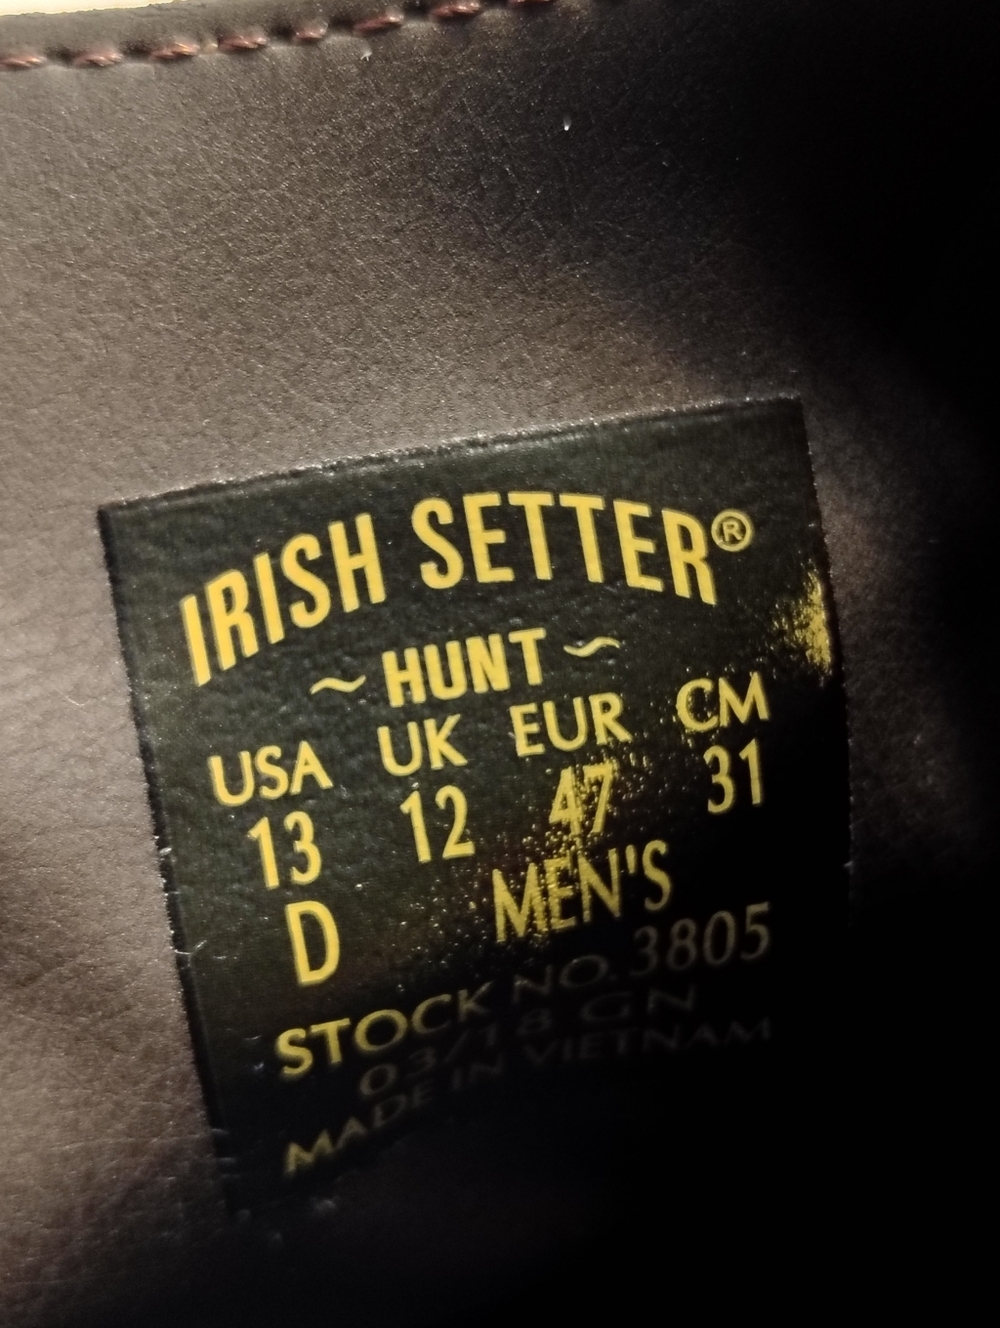 IRISH SETTER®
~ HUNT ~
USA UK EUR CM
13 12 47 31
D MEN'S
STOCK NO. 3805
03/18 GN
MADE IN VIETNAM